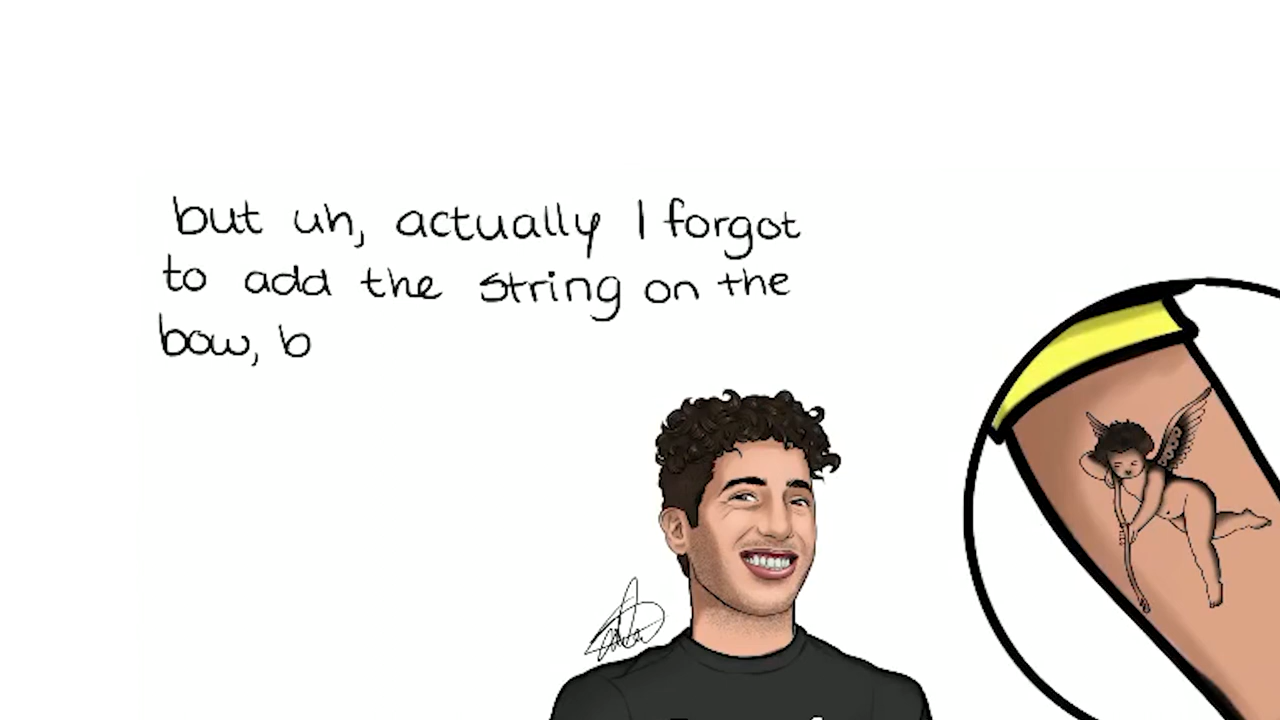 but uh, actually I forgot
to add the string on the
bow, b